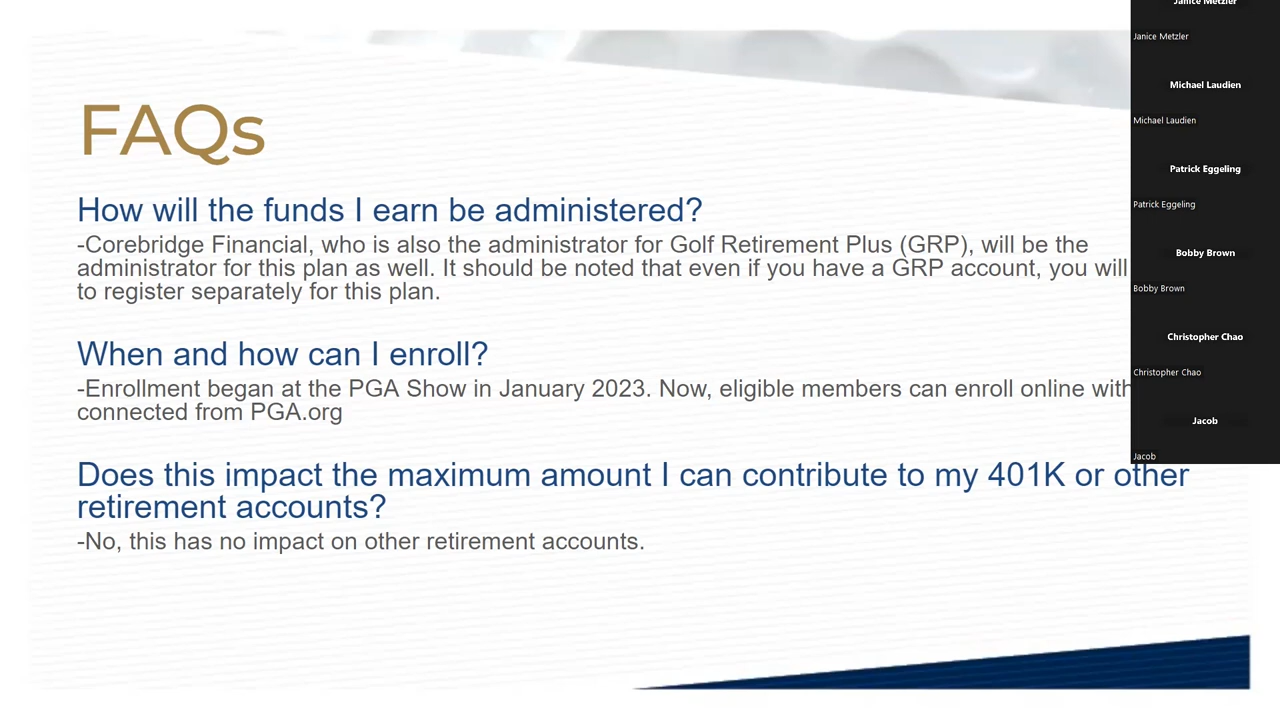 FAQs
How will the funds I earn be administered?
-Corebridge Financial, who is also the administrator for Golf Retirement Plus (GRP), will be the
administrator for this plan as well. It should be noted that even if you have a GRP account, you will
to register separately for this plan.
When and how can I enroll?
-Enrollment began at the PGA Show in January 2023. Now, eligible members can enroll online with
connected from PGA.org
Does this impact the maximum amount I can contribute to my 401K or other
retirement accounts?
-No, this has no impact on other retirement accounts.
Janice Metzler
Janice Metzler
Michael Laudien
Michael Laudien
Patrick Eggeling
Patrick Eggeling
Bobby Brown
Bobby Brown
Christopher Chao
Christopher Chao
Jacob
Jacob